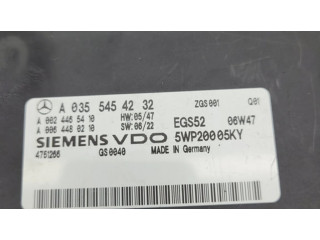 A 035 545 42 32 ZGS 001 Q01
A 002 446 54 10 HW: 05/47 EGS52 06W47
A 006 448 02 10 SW: 06/22
SIEMENS VDO 5WP20005KY
4761266 GS0040 MADE IN Germany